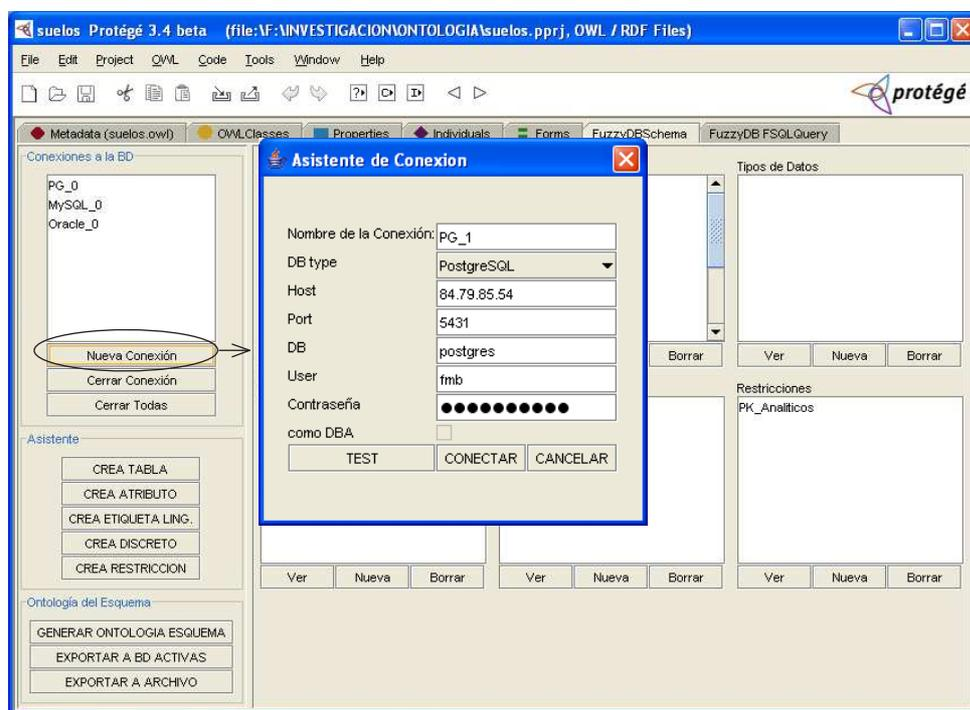 suelos Protégé 3.4 beta (file:\F:\INVESTIGACION\ONTOLOGIA\suelos.pprj, OWL / RDF Files)
File Edit Project OWL Code Tools Window Help
protégé
Metadata (suelos.owl) OWLClasses Properties Individuals Forms FuzzyDBSchema FuzzyDB FSQLQuery
Conexiones a la BD
PG_0
MySQL_0
Oracle_0
Nueva Conexión
Cerrar Conexión
Cerrar Todas
Asistente
CREA TABLA
CREA ATRIBUTO
CREA ETIQUETA LING.
CREA DISCRETO
CREA RESTRICCION
Ontología del Esquema
GENERAR ONTOLOGIA ESQUEMA
EXPORTAR A BD ACTIVAS
EXPORTAR A ARCHIVO
Asistente de Conexion
Nombre de la Conexión: PG_1
DB type PostgreSQL
Host 84.79.85.54
Port 5431
DB postgres
User fmb
Contraseña ●●●●●●●●●●
como DBA
TEST CONECTAR CANCELAR
Tipos de Datos
Borrar Ver Nueva Borrar
Restricciones
PK_Analiticos
Ver Nueva Borrar Ver Nueva Borrar Ver Nueva Borrar